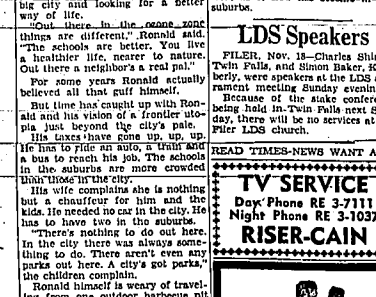 big city and looking for a better
way of life.
"Out there in the ozone zone
things are different," Ronald said.
"The schools are better. You live
a healthier life, nearer to nature.
Out there a neighbor's a real pal."
For some years Ronald actually
believed all that guff himself.
But time has caught up with Ron-
ald and his vision of a frontier uto-
pia just beyond the city's pale.
His taxes have gone up, up, up.
He has to ride an auto, a train and
a bus to reach his job. The schools
in the suburbs are more crowded
than those in the city.
His wife complains she is nothing
but a chauffeur for him and the
kids. He needed no car in the city. He
has to have two in the suburbs.
"There's nothing to do out here.
In the city there was always some-
thing to do. There aren't even any
parks out here. A city's got parks,"
the children complain.
Ronald himself is weary of travel-
ing from one outdoor barbecue pit
suburbs.
LDS Speakers
FILER, Nov. 18—Charles Shi
Twin Falls, and Simon Baker, K
berly, were speakers at the LDS
rament meeting Sunday evenin
Because of the stake confere
being held in Twin Falls next S
day, there will be no services at
Filer LDS church.
READ TIMES-NEWS WANT A
TV SERVICE
Day Phone RE 3-7111
Night Phone RE 3-1037
RISER-CAIN